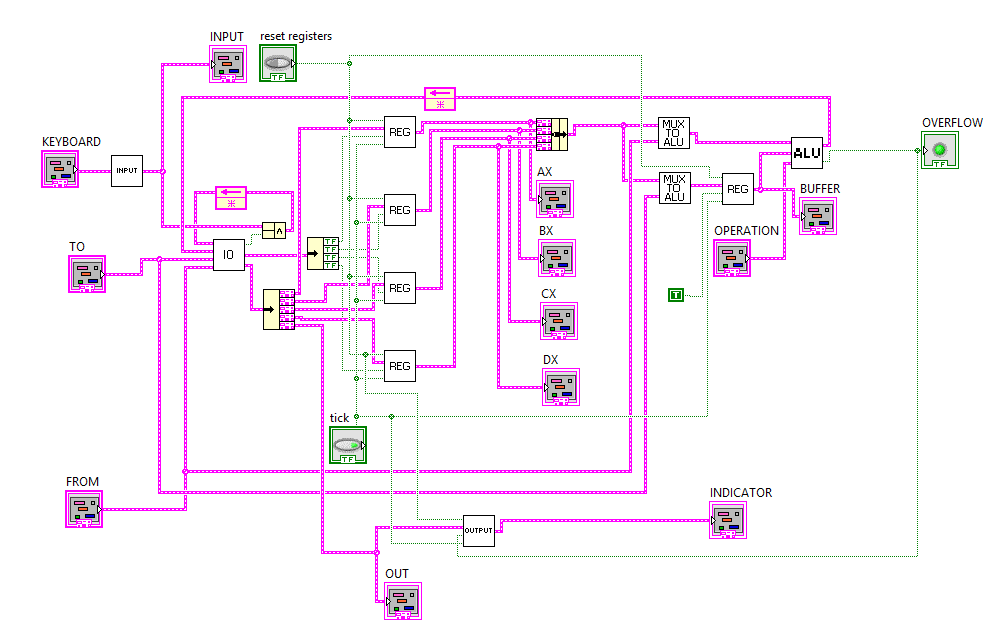 INPUT
reset registers
TF
KEYBOARD
INPUT
REG
MUX
TO
ALU
OVERFLOW
TF
ALU
AX
MUX
TO
ALU
REG
BUFFER
REG
BX
OPERATION
TO
IO
TF
TF
TF
TF
REG
CX
T
REG
DX
tick
TF
FROM
INDICATOR
OUTPUT
OUT